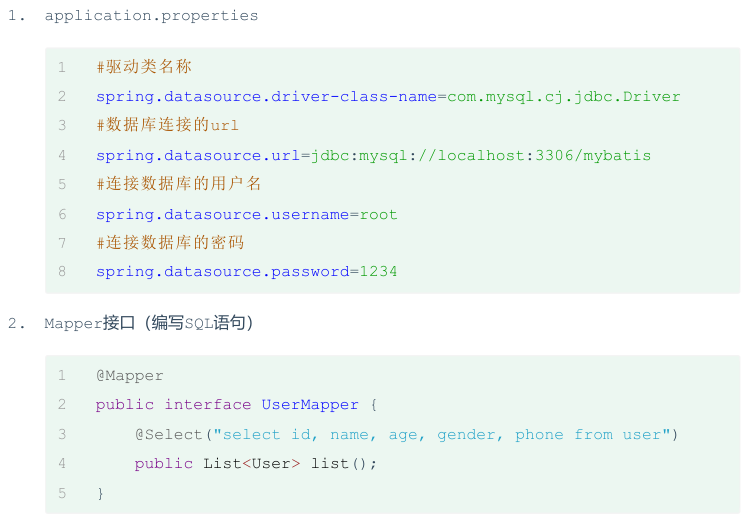 1. application.properties
1 #驱动类名称
2 spring.datasource.driver-class-name=com.mysql.cj.jdbc.Driver
3 #数据库连接的url
4 spring.datasource.url=jdbc:mysql://localhost:3306/mybatis
5 #连接数据库的用户名
6 spring.datasource.username=root
7 #连接数据库的密码
8 spring.datasource.password=1234
2. Mapper接口（编写SQL语句）
1 @Mapper
2 public interface UserMapper {
3     @Select("select id, name, age, gender, phone from user")
4     public List<User> list();
5 }